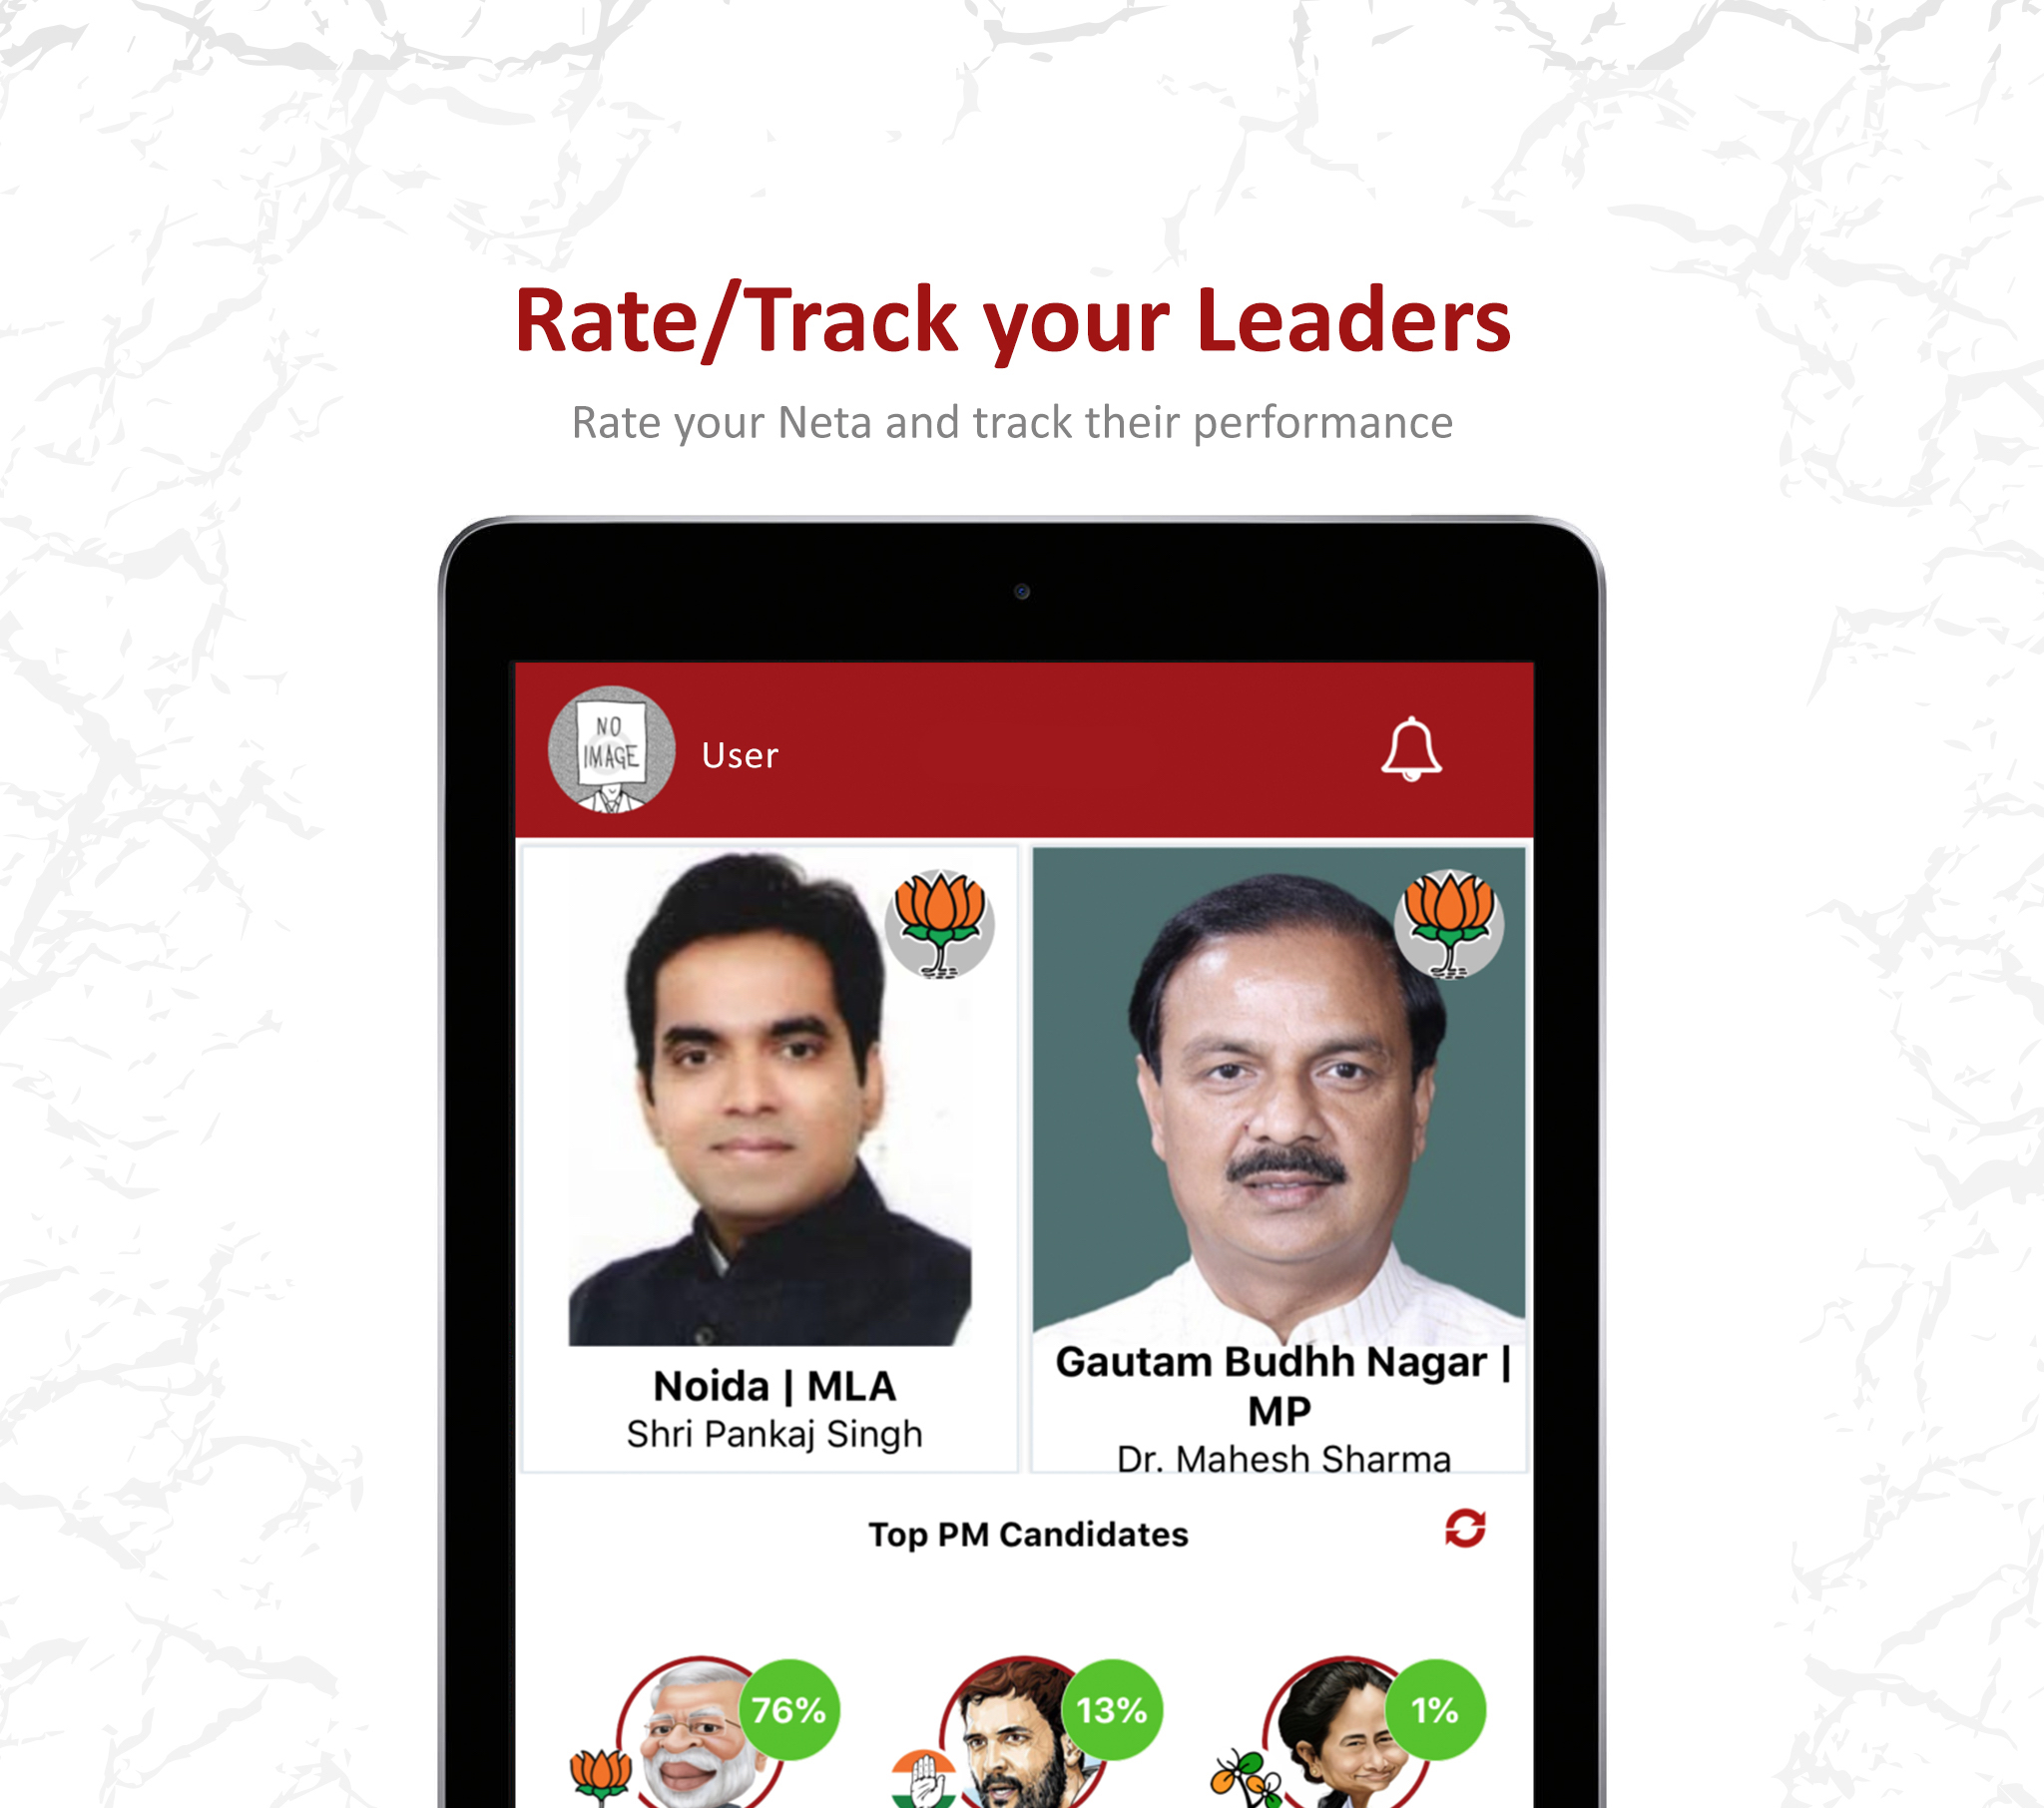 Rate/Track your Leaders
Rate your Neta and track their performance
NO
IMAGE
User
Noida | MLA
Shri Pankaj Singh
Gautam Budhh Nagar |
MP
Dr. Mahesh Sharma
Top PM Candidates
76%
13%
1%